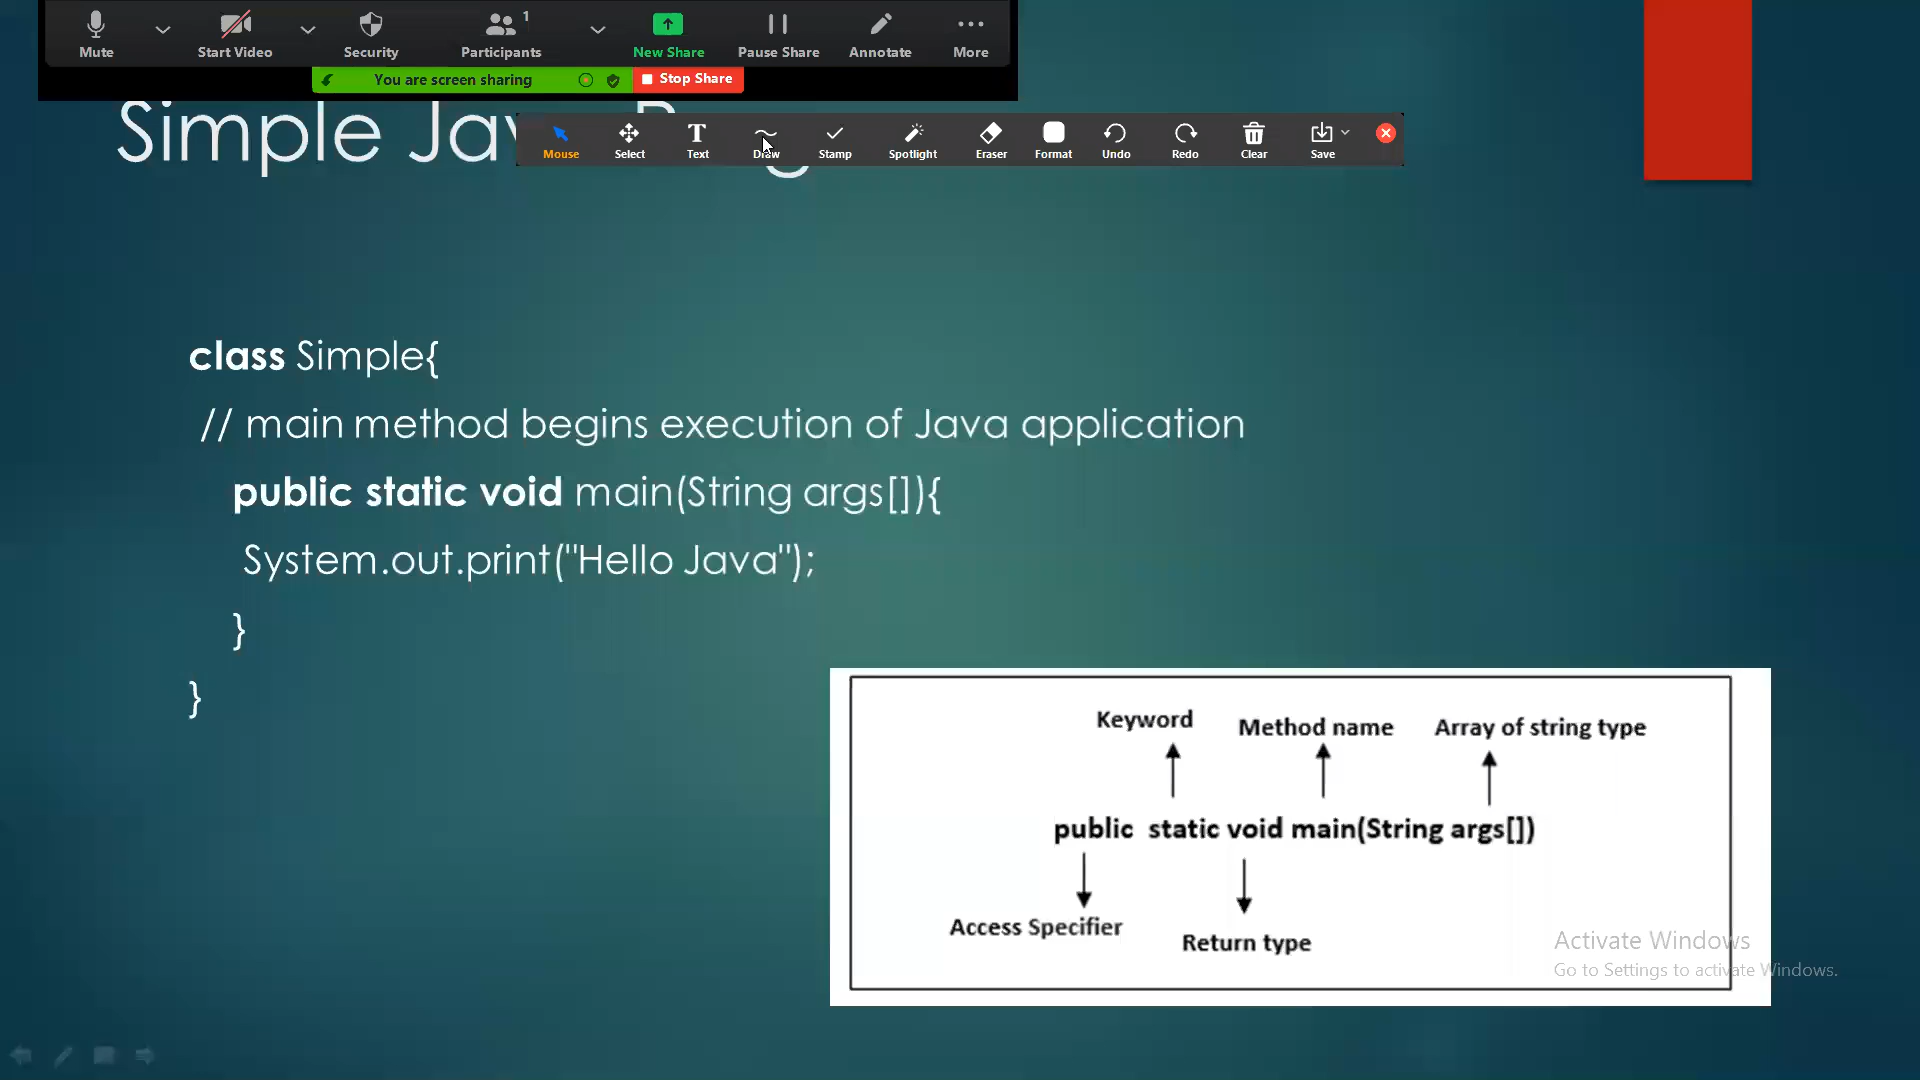 Mute
Start Video
Security
Participants
1
New Share
Pause Share
Annotate
More
You are screen sharing
Stop Share
Simple
Mouse
Select
Text
Draw
Stamp
Spotlight
Eraser
Format
Undo
Redo
Clear
Save
class Simple{
// main method begins execution of Java application
public static void main(String args[]){
System.out.print("Hello Java");
}
}
Keyword
Method name
Array of string type
public static void main(String args[])
Access Specifier
Return type
Activate Windows
Go to Settings to activate Windows.